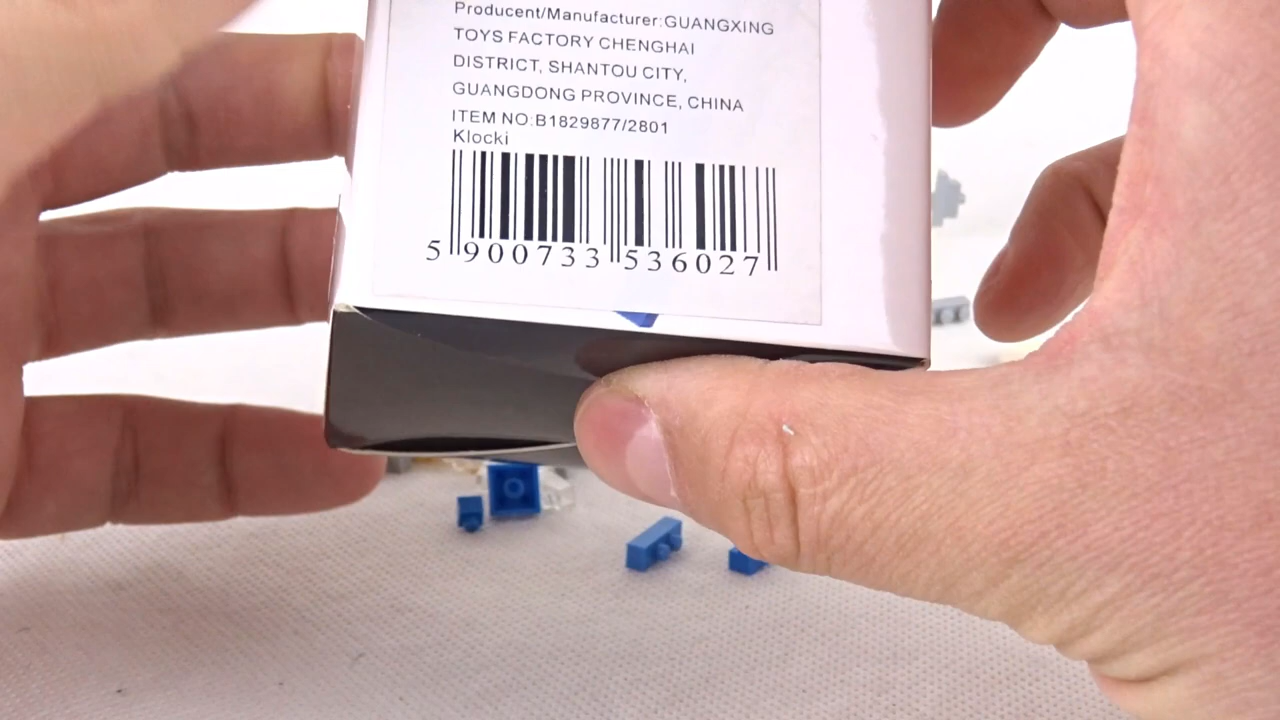 Producent/Manufacturer:GUANGXING
TOYS FACTORY CHENGHAI
DISTRICT, SHANTOU CITY,
GUANGDONG PROVINCE, CHINA
ITEM NO:B1829877/2801
Klocki
5 900733 536027